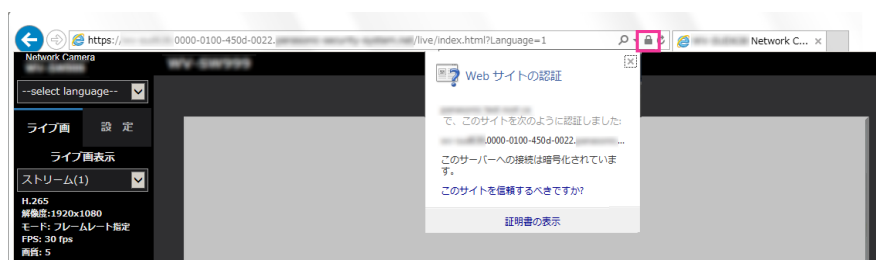 https:// 0000-0100-450d-0022. /live/index.html?Language=1
Network C... ×
Network Camera
--select language--
ライブ画 設 定
ライブ画表示
ストリーム(1)
H.265
解像度:1920x1080
モード: フレームレート指定
FPS: 30 fps
画質: 5
Web サイトの認証
で、このサイトを次のように認証しました:
.0000-0100-450d-0022. ...
このサーバーへの接続は暗号化されていま
す。
このサイトを信頼するべきですか?
証明書の表示